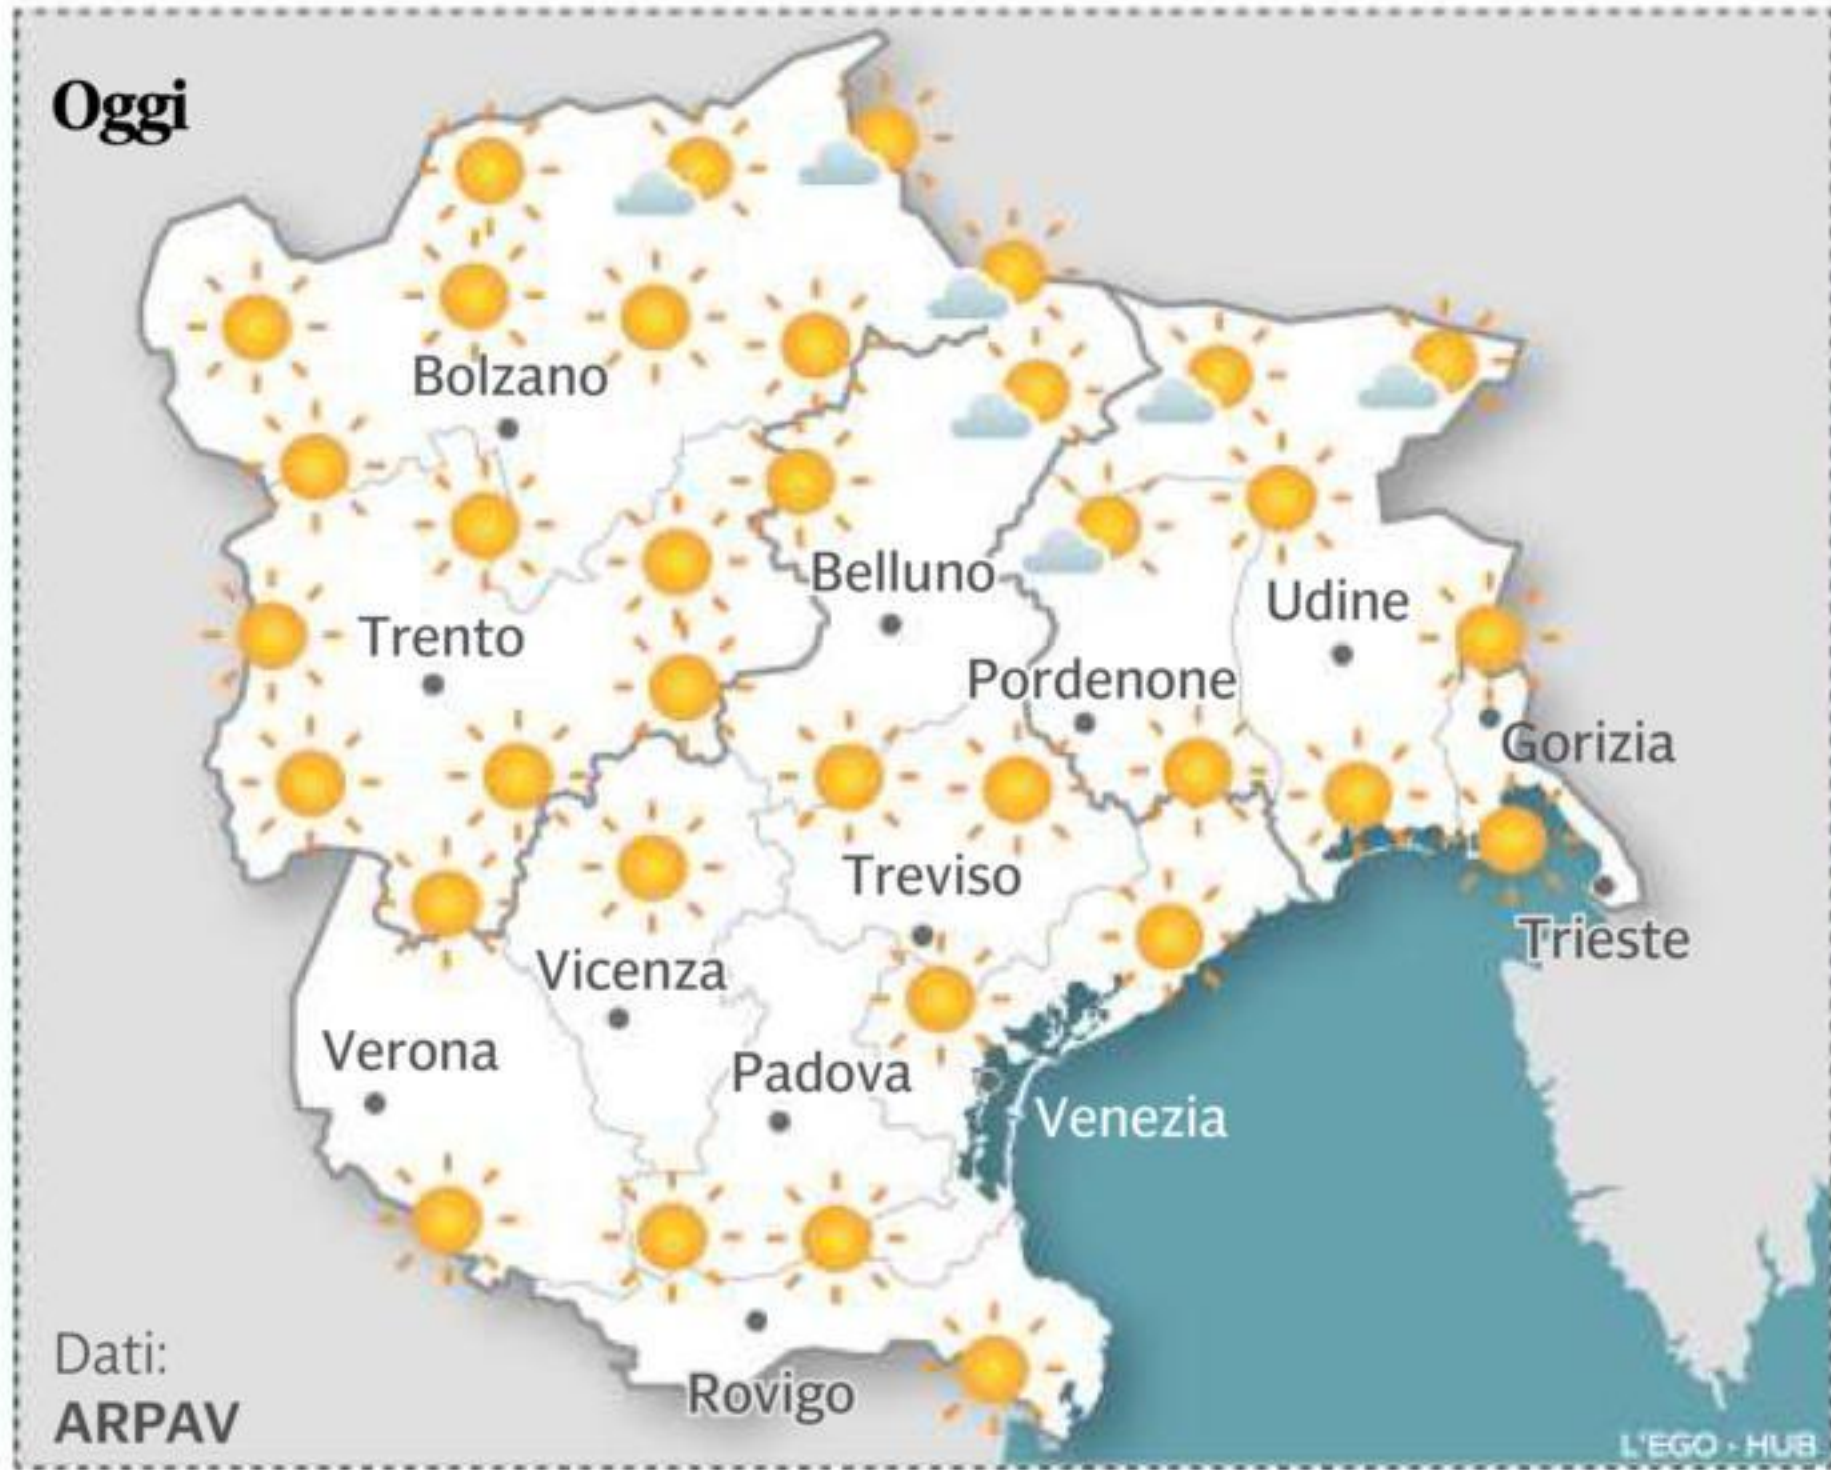 Oggi
Bolzano
Belluno
Udine
Trento
Pordenone
Gorizia
Treviso
Trieste
Vicenza
Verona
Padova
Venezia
Dati:
ARPAV
Rovigo
L'EGO - HUB